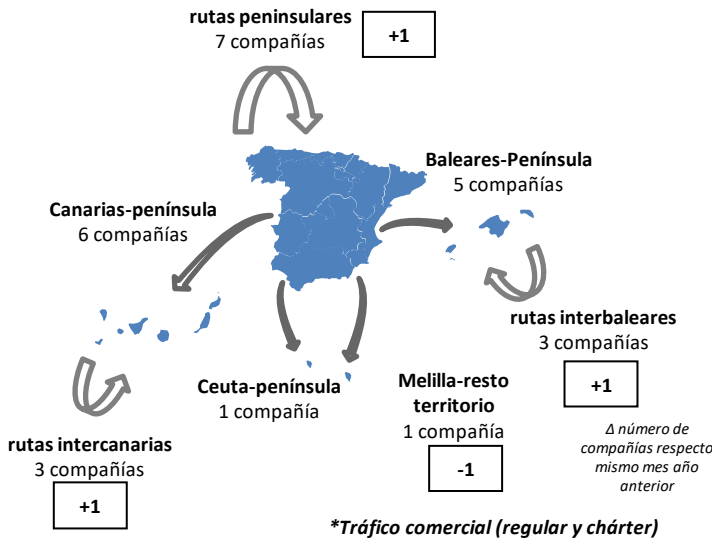 rutas peninsulares
7 compañías
+1
Baleares-Península
5 compañías
Canarias-península
6 compañías
rutas interbaleares
3 compañías
+1
Ceuta-península
1 compañía
Melilla-resto
territorio
1 compañía
-1
Δ número de
compañías respecto
mismo mes año
anterior
rutas intercanarias
3 compañías
+1
*Tráfico comercial (regular y chárter)